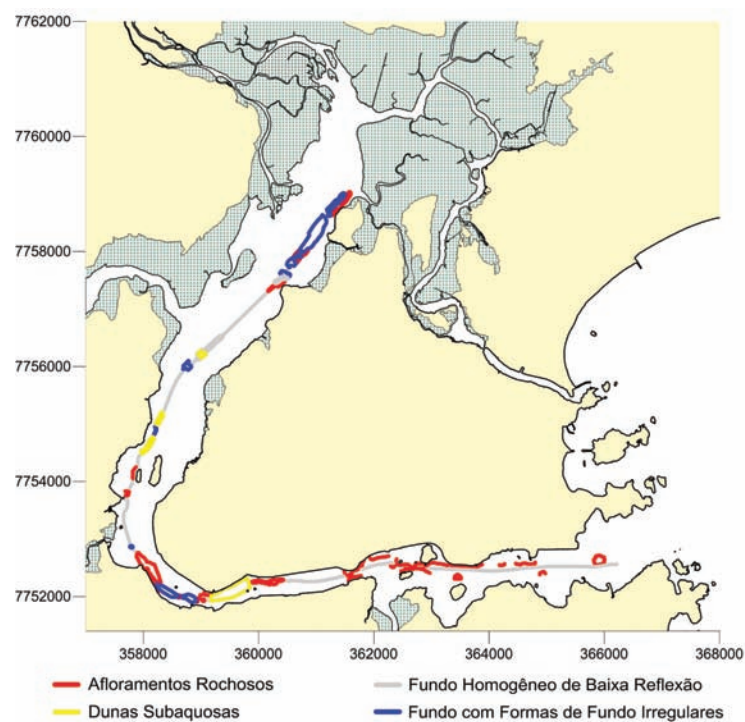 7762000
7760000
7758000
7756000
7754000
7752000
358000 360000 362000 364000 366000 368000
Afloramentos Rochosos Fundo Homogêneo de Baixa Reflexão
Dunas Subaquosas Fundo com Formas de Fundo Irregulares